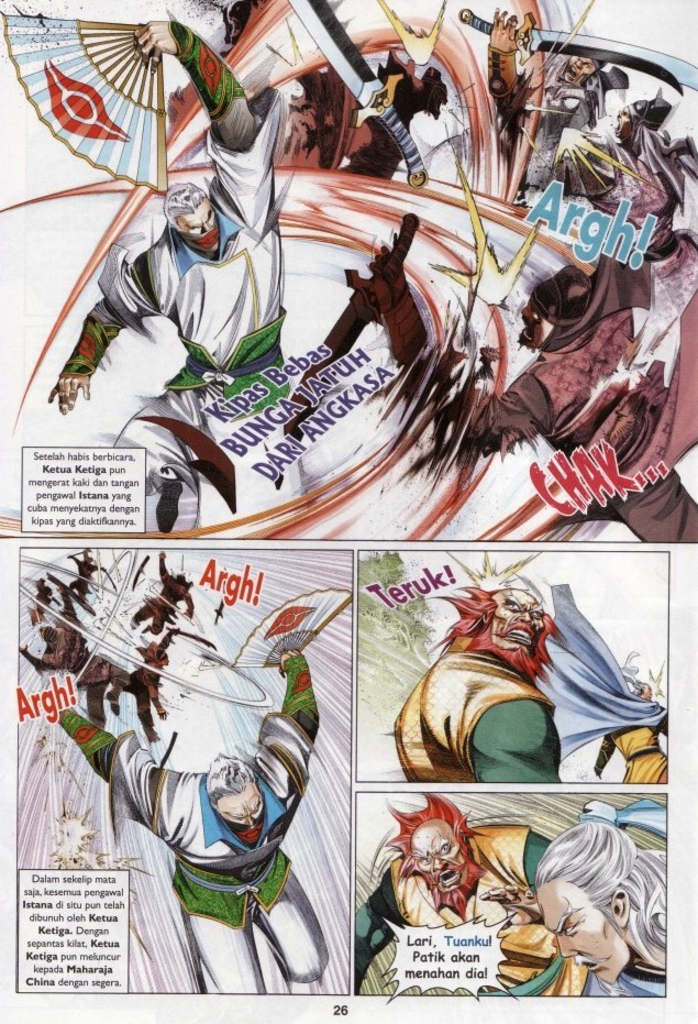 Argh!
Kipas Bebas
BUNGA JATUH
DARI ANGKASA
CHAK...
Setelah habis berbicara,
Ketua Ketiga pun
mengerat kaki dan tangan
pengawal Istana yang
cuba menyekatnya dengan
kipas yang diaktifkannya.
Argh!
Argh!
Dalam sekelip mata
saja, kesemua pengawal
Istana di situ pun telah
dibunuh oleh Ketua
Ketiga. Dengan
sepantas kilat, Ketua
Ketiga pun meluncur
kepada Maharaja
China dengan segera.
Teruk!
Lari, Tuanku!
Patik akan
menahan dia!
26